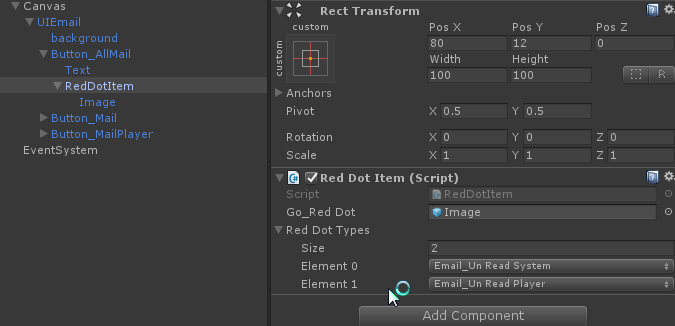 Canvas
UIEmail
background
Button_AllMail
Text
RedDotItem
Image
Button_Mail
Button_MailPlayer
EventSystem
Rect Transform
custom
custom
Pos X Pos Y Pos Z
80 12 0
Width Height
100 100
R
Anchors
Pivot X 0.5 Y 0.5
Rotation X 0 Y 0 Z 0
Scale X 1 Y 1 Z 1
Red Dot Item (Script)
Script RedDotItem
Go_Red Dot Image
Red Dot Types
Size 2
Element 0 Email_Un Read System
Element 1 Email_Un Read Player
Add Component